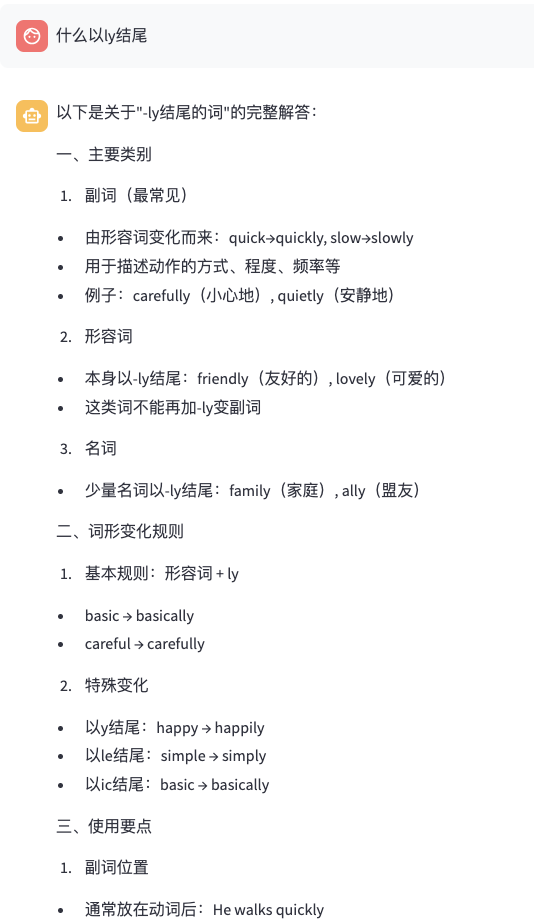 什么以ly结尾
以下是关于"-ly结尾的词"的完整解答：
一、主要类别
1. 副词（最常见）
• 由形容词变化而来：quick→quickly, slow→slowly
• 用于描述动作的方式、程度、频率等
• 例子：carefully（小心地）, quietly（安静地）
2. 形容词
• 本身以-ly结尾：friendly（友好的）, lovely（可爱的）
• 这类词不能再加-ly变副词
3. 名词
• 少量名词以-ly结尾：family（家庭）, ally（盟友）
二、词形变化规则
1. 基本规则：形容词 + ly
• basic → basically
• careful → carefully
2. 特殊变化
• 以y结尾：happy → happily
• 以le结尾：simple → simply
• 以ic结尾：basic → basically
三、使用要点
1. 副词位置
• 通常放在动词后：He walks quickly